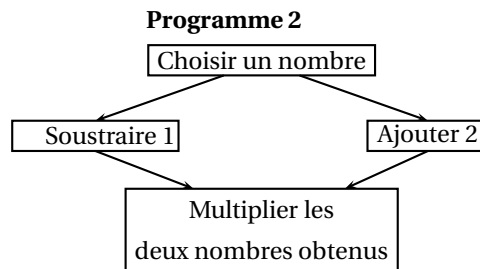 Programme 2
Choisir un nombre
Soustraire 1
Ajouter 2
Multiplier les
deux nombres obtenus